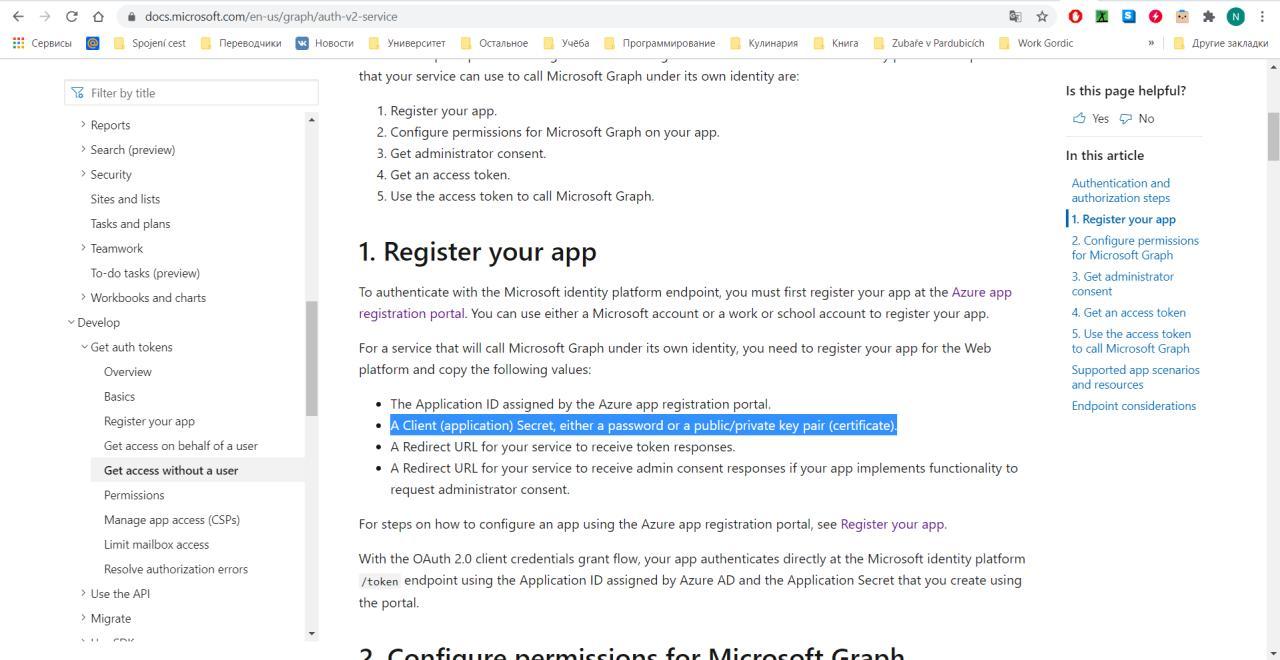 docs.microsoft.com/en-us/graph/auth-v2-service
N
Сервисы
Spojení cest
Переводчики
Новости
Университет
Остальное
Учёба
Программирование
Кулинария
Книга
Zubaře v Pardubicích
Work Gordic
»
Другие закладки
Filter by title
Reports
Search (preview)
Security
Sites and lists
Tasks and plans
Teamwork
To-do tasks (preview)
Workbooks and charts
Develop
Get auth tokens
Overview
Basics
Register your app
Get access on behalf of a user
Get access without a user
Permissions
Manage app access (CSPs)
Limit mailbox access
Resolve authorization errors
Use the API
Migrate
that your service can use to call Microsoft Graph under its own identity are:
1. Register your app.
2. Configure permissions for Microsoft Graph on your app.
3. Get administrator consent.
4. Get an access token.
5. Use the access token to call Microsoft Graph.
1. Register your app
To authenticate with the Microsoft identity platform endpoint, you must first register your app at the Azure app
registration portal. You can use either a Microsoft account or a work or school account to register your app.
For a service that will call Microsoft Graph under its own identity, you need to register your app for the Web
platform and copy the following values:
• The Application ID assigned by the Azure app registration portal.
• A Client (application) Secret, either a password or a public/private key pair (certificate).
• A Redirect URL for your service to receive token responses.
• A Redirect URL for your service to receive admin consent responses if your app implements functionality to
request administrator consent.
For steps on how to configure an app using the Azure app registration portal, see Register your app.
With the OAuth 2.0 client credentials grant flow, your app authenticates directly at the Microsoft identity platform
/token endpoint using the Application ID assigned by Azure AD and the Application Secret that you create using
the portal.
2. Configure permissions for Microsoft Graph
Is this page helpful?
Yes No
In this article
Authentication and
authorization steps
1. Register your app
2. Configure permissions
for Microsoft Graph
3. Get administrator
consent
4. Get an access token
5. Use the access token
to call Microsoft Graph
Supported app scenarios
and resources
Endpoint considerations